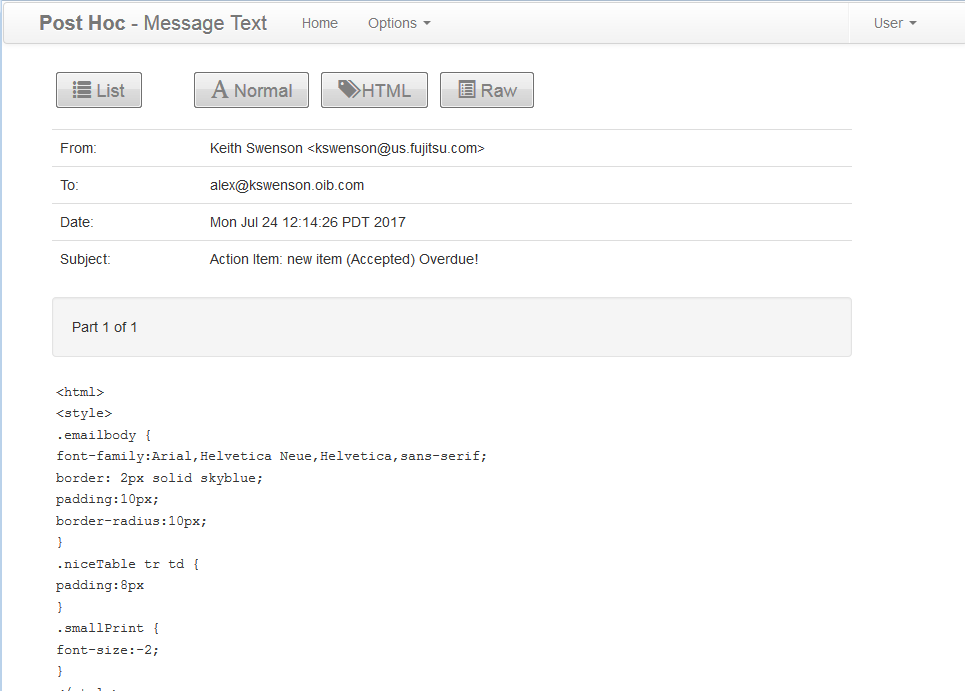 Post Hoc - Message Text Home Options User
List Normal HTML Raw
From: Keith Swenson <kswenson@us.fujitsu.com>
To: alex@kswenson.oib.com
Date: Mon Jul 24 12:14:26 PDT 2017
Subject: Action Item: new item (Accepted) Overdue!
Part 1 of 1
<html>
<style>
.emailbody {
font-family:Arial,Helvetica Neue,Helvetica,sans-serif;
border: 2px solid skyblue;
padding:10px;
border-radius:10px;
}
.niceTable tr td {
padding:8px
}
.smallPrint {
font-size:-2;
}